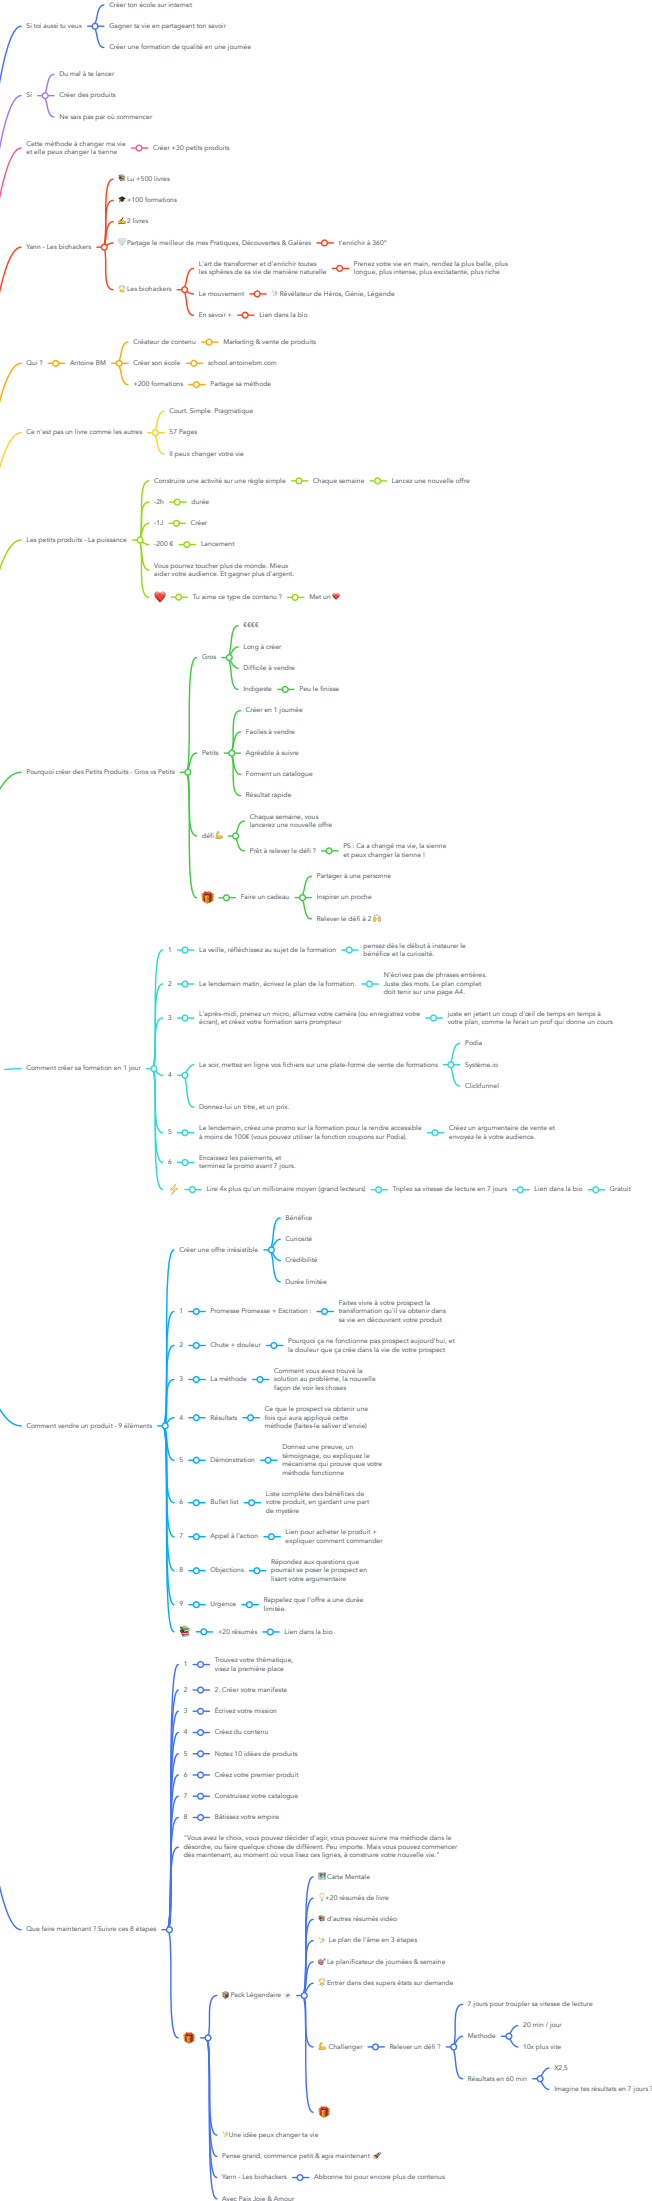 Créer ton école sur internet
Si toi aussi tu veux
Gagner ta vie en partageant ton savoir
Créer une formation de qualité en une journée
Du mal à te lancer
Si
Créer des produits
Ne sais pas par où commencer
Cette méthode à changer ma vie
et elle peux changer la tienne
Créer +30 petits produits
📚 Lu +500 livres
🎓 +100 formations
✍️ 2 livres
Yann - Les biohackers
🤍 Partage le meilleur de mes Pratiques, Découvertes & Galères
t'enrichir à 360°
Les biohackers
L'art de transformer et d'enrichir toutes
les sphères de sa vie de manière naturelle
Prenez votre vie en main, rendez la plus belle, plus
longue, plus intense, plus excitatante, plus riche
Le mouvement
✨ Révélateur de Héros, Génie, Légende
En savoir +
Lien dans la bio
Créateur de contenu
Marketing & vente de produits
Qui ?
Antoine BM
Créer son école
school.antoinebm.com
+200 formations
Partage sa méthode
Court. Simple. Pragmatique
Ce n'est pas un livre comme les autres
57 Pages
Il peux changer votre vie
Construire une activité sur une règle simple
Chaque semaine
Lancez une nouvelle offre
-2h
durée
-1J
Créer
Les petits produits - La puissance
-200 €
Lancement
Vous pourrez toucher plus de monde. Mieux
aider votre audience. Et gagner plus d'argent.
❤️
Tu aime ce type de contenu ?
Met un ❤️
€€€€
Gros
Long à créer
Difficile à vendre
Indigeste
Peu le finisse
Créer en 1 journée
Faciles à vendre
Petits
Agréable à suivre
Forment un catalogue
Pourquoi créer des Petits Produits - Gros vs Petits
Résultat rapide
défi 💪
Chaque semaine, vous
lancerez une nouvelle offre
Prêt à relever le défi ?
PS : Ca a changé ma vie, la sienne
et peux changer la tienne !
🎁
Faire un cadeau
Partager à une personne
Inspirer un proche
Relever le défi à 2 🙌
1
La veille, réfléchissez au sujet de la formation
pensez dès le début à instaurer le
bénéfice et la curiosité.
2
Le lendemain matin, écrivez le plan de la formation.
N'écrivez pas de phrases entières.
Juste des mots. Le plan complet
doit tenir sur une page A4.
3
L'après-midi, prenez un micro, allumez votre caméra (ou enregistrez votre
écran), et créez votre formation sans prompteur
juste en jetant un coup d'œil de temps en temps à
votre plan, comme le ferait un prof qui donne un cours
Comment créer sa formation en 1 jour
4
Le soir, mettez en ligne vos fichiers sur une plate-forme de vente de formations
Podia
Système.io
Clickfunnel
Donnez-lui un titre, et un prix.
5
Le lendemain, créez une promo sur la formation pour la rendre accessible
à moins de 100€ (vous pouvez utiliser la fonction coupons sur Podia).
Créez un argumentaire de vente et
envoyez-le à votre audience.
6
Encaissez les paiements, et
terminez la promo avant 7 jours.
⚡
Lire 4x plus qu'un millionaire moyen (grand lecteurs)
Triplez sa vitesse de lecture en 7 jours
Lien dans la bio
Gratuit
Créer une offre irrésistible
Bénéfice
Curiosité
Crédibilité
Durée limitée
1
Promesse Promesse + Excitation :
Faites vivre à votre prospect la
transformation qu'il va obtenir dans
sa vie en découvrant votre produit
2
Chute + douleur
Pourquoi ça ne fonctionne pas prospect aujourd'hui, et
la douleur que ça crée dans la vie de votre prospect
3
La méthode
Comment vous avez trouvé la
solution au problème, la nouvelle
façon de voir les choses
Comment vendre un produit - 9 éléments
4
Résultats
Ce que le prospect va obtenir une
fois qui aura appliqué cette
méthode (faites-le saliver d'envie)
5
Démonstration
Donnez une preuve, un
témoignage, ou expliquez le
mécanisme qui prouve que votre
méthode fonctionne
6
Bullet list
Liste complète des bénéfices de
votre produit, en gardant une part
de mystère
7
Appel à l'action
Lien pour acheter le produit +
expliquer comment commander
8
Objections
Répondez aux questions que
pourrait se poser le prospect en
lisant votre argumentaire
9
Urgence
Rappelez que l'offre a une durée
limitée.
📚
+20 résumés
Lien dans la bio
1
Trouvez votre thématique,
visez la première place
2
2. Créer votre manifeste
3
Écrivez votre mission
4
Créez du contenu
5
Notez 10 idées de produits
6
Créez votre premier produit
7
Construisez votre catalogue
8
Bâtissez votre empire
"Vous avez le choix, vous pouvez décider d'agir, vous pouvez suivre ma méthode dans le
désordre, ou faire quelque chose de différent. Peu importe. Mais vous pouvez commencer
dès maintenant, au moment où vous lisez ces lignes, à construire votre nouvelle vie."
Que faire maintenant ? Suivre ces 8 étapes
🎁
📦 Pack Légendaire
Carte Mentale
💡 +20 résumés de livre
📚 d'autres résumés vidéo
✨ Le plan de l'âme en 3 étapes
🎯 Le planificateur de journées & semaine
Entrer dans des supers états sur demande
💪 Challenger
Relever un défi ?
7 jours pour troupler sa vitesse de lecture
Methode
20 min / jour
10x plus vite
Résultats en 60 min
X2,5
Imagine tes résultats en 7 jours ?
🎁
✨ Une idée peux changer ta vie
Pense grand, commence petit & agis maintenant 🚀
Yann - Les biohackers
Abbonne toi pour encore plus de contenus
Avec Paix Joie & Amour